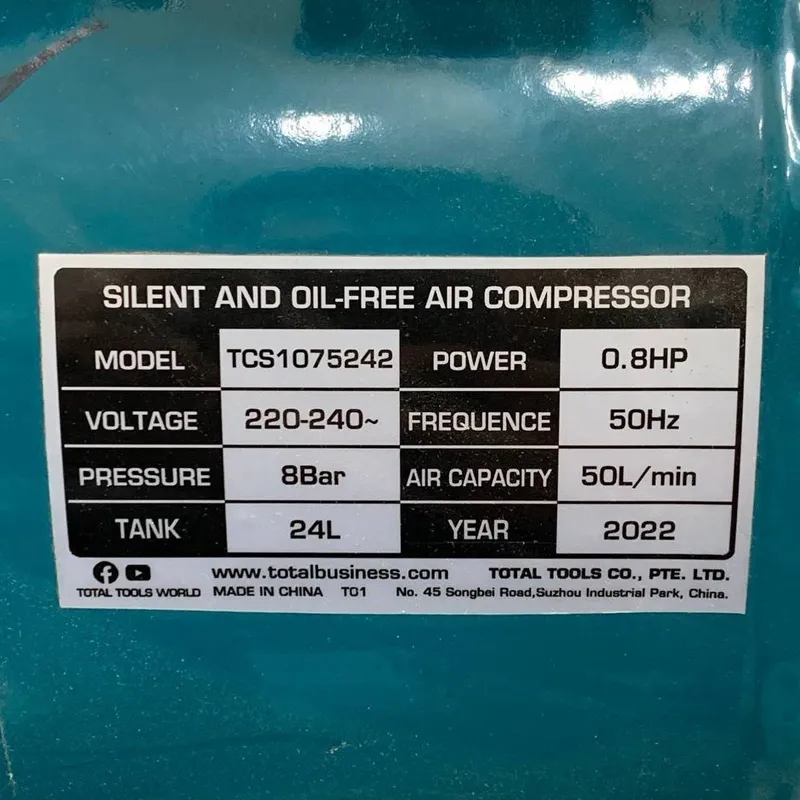 SILENT AND OIL-FREE AIR COMPRESSOR
MODEL TCS1075242 POWER 0.8HP
VOLTAGE 220-240~ FREQUENCE 50Hz
PRESSURE 8Bar AIR CAPACITY 50L/min
TANK 24L YEAR 2022
www.totalbusiness.com TOTAL TOOLS CO., PTE. LTD.
TOTAL TOOLS WORLD MADE IN CHINA T01 No. 45 Songbei Road,Suzhou Industrial Park, China.